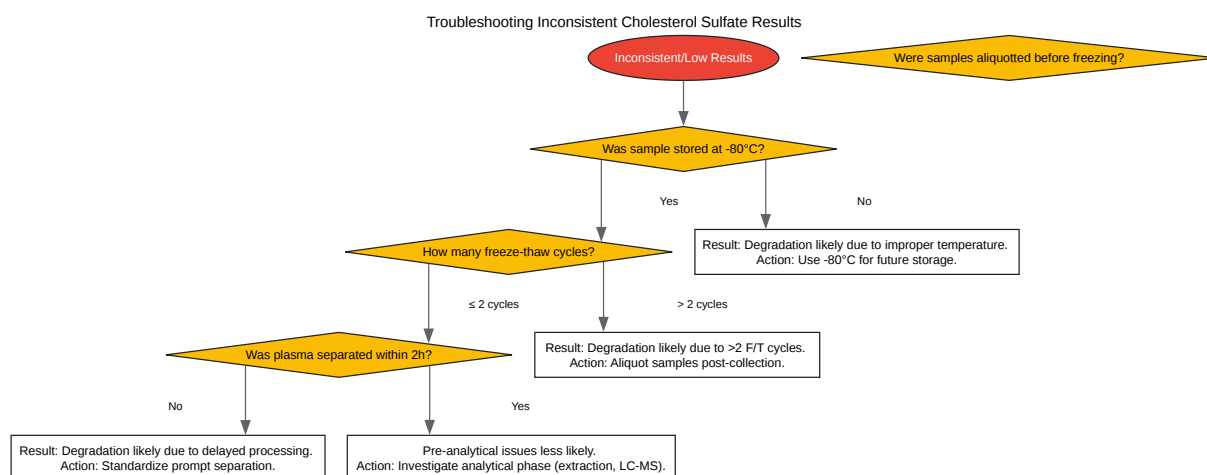 Troubleshooting Inconsistent Cholesterol Sulfate Results
Inconsistent/Low Results
Were samples aliquotted before freezing?
Was sample stored at -80°C?
Yes
No
How many freeze-thaw cycles?
Result: Degradation likely due to improper temperature.
Action: Use -80°C for future storage.
≤ 2 cycles
> 2 cycles
Was plasma separated within 2h?
Result: Degradation likely due to >2 F/T cycles.
Action: Aliquot samples post-collection.
No
Yes
Result: Degradation likely due to delayed processing.
Action: Standardize prompt separation.
Pre-analytical issues less likely.
Action: Investigate analytical phase (extraction, LC-MS).